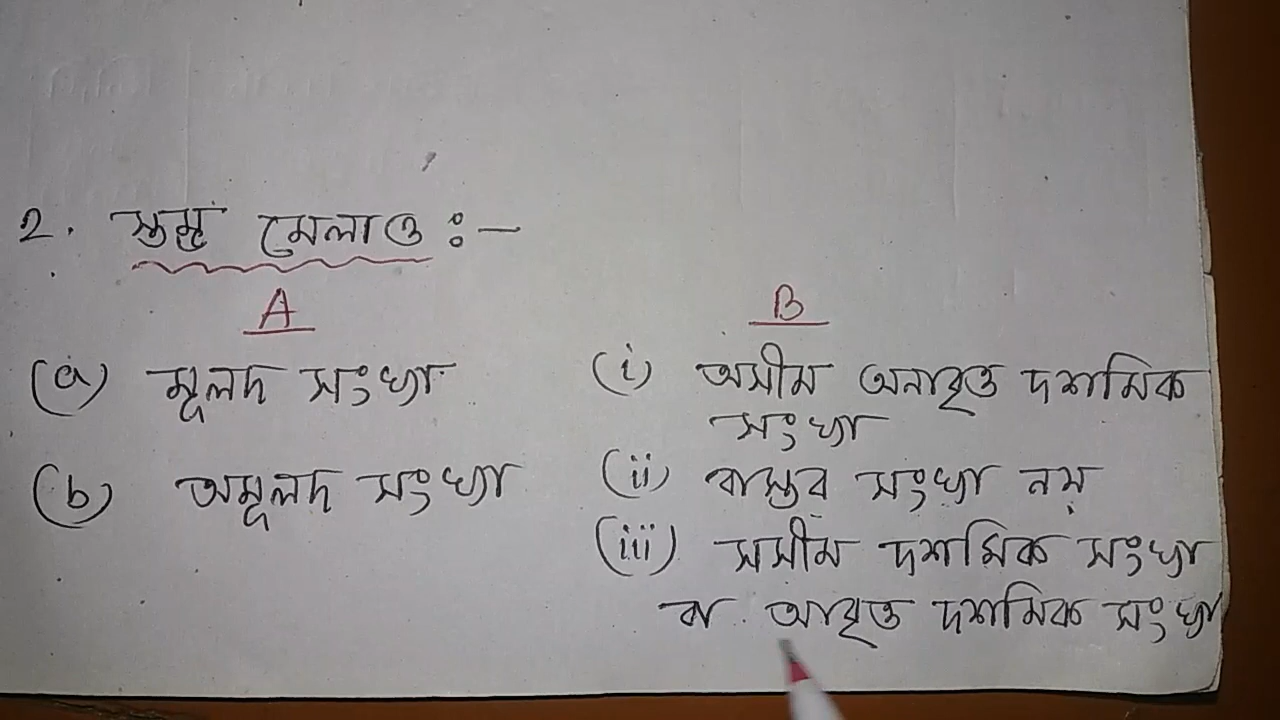 2. স্তম্ভ মেলাও :-
A
B
(a) মূলদ সংখ্যা
(i) অসীম অনাবৃত্ত দশমিক
সংখ্যা
(b) অমূলদ সংখ্যা
(ii) বাস্তব সংখ্যা নয়
(iii) সসীম দশমিক সংখ্যা
বা আবৃত্ত দশমিক সংখ্যা